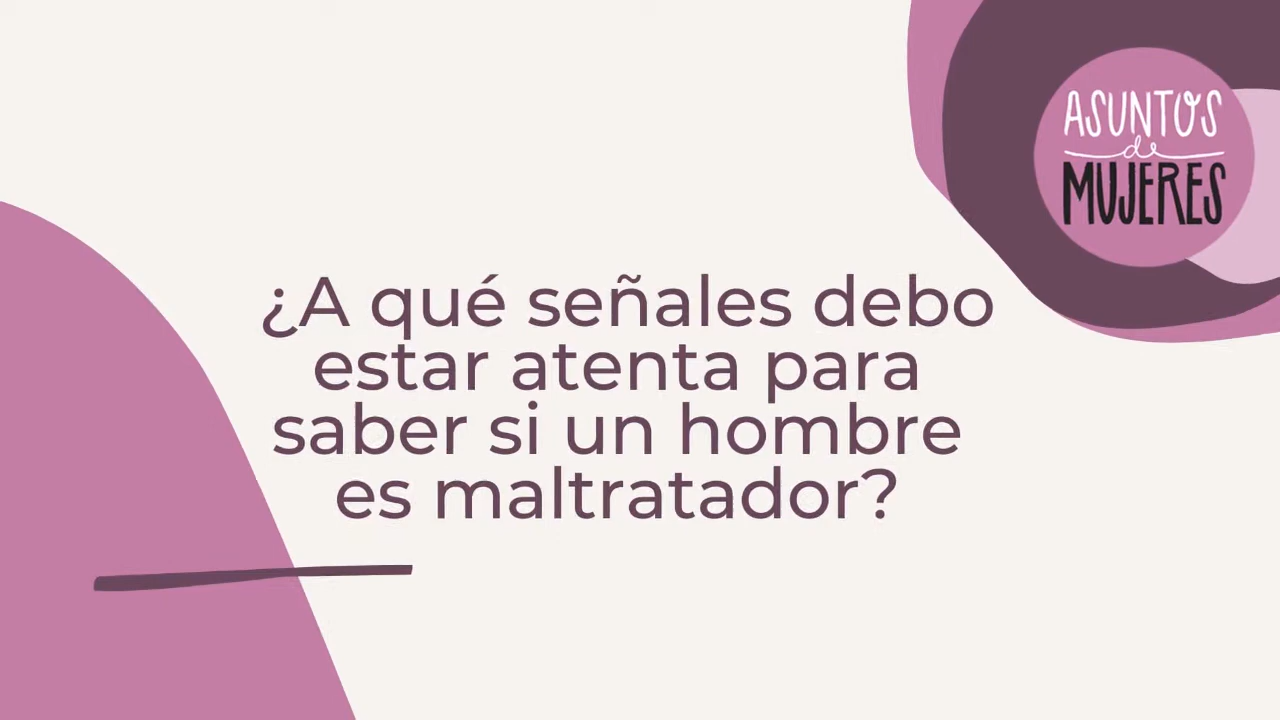 ASUNTOS
de
MUJERES
¿A qué señales debo
estar atenta para
saber si un hombre
es maltratador?